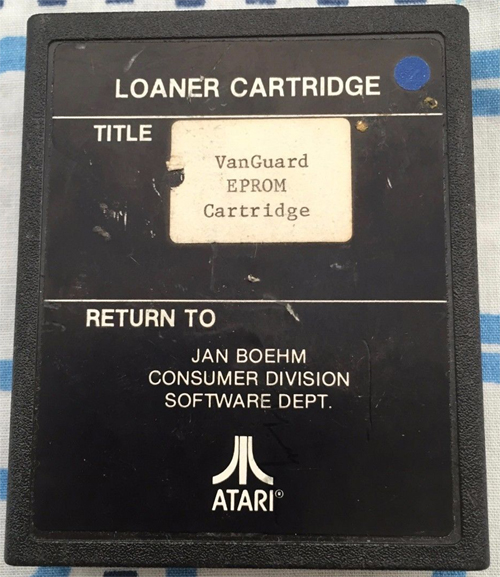 LOANER CARTRIDGE
TITLE
VanGuard
EPROM
Cartridge
RETURN TO
JAN BOEHM
CONSUMER DIVISION
SOFTWARE DEPT.
ATARI®